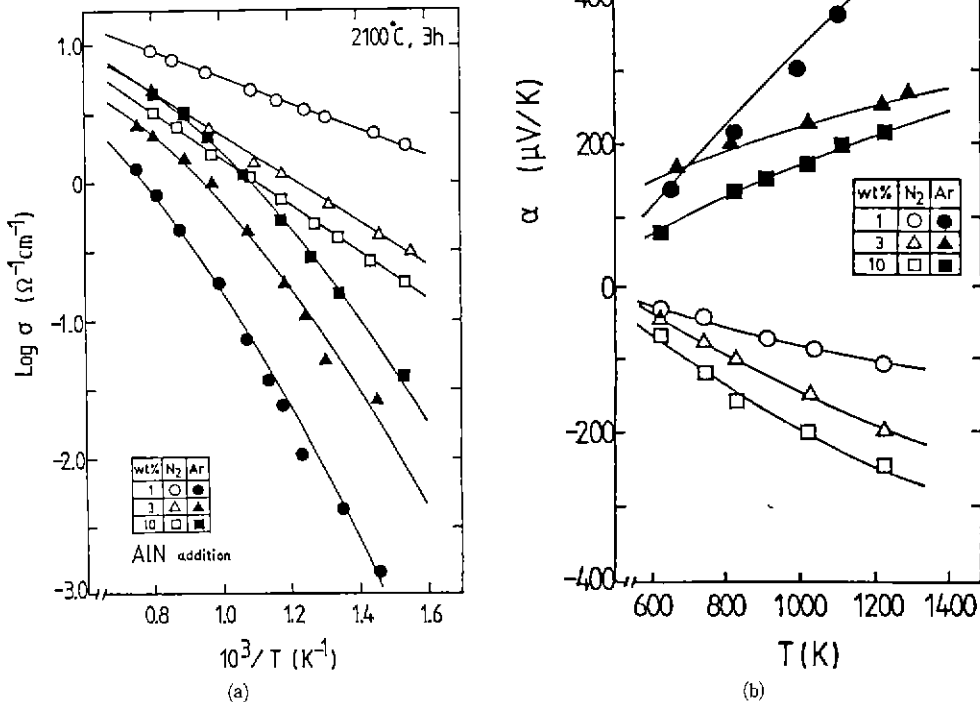 2100°C, 3h
1.0
0
-1.0
-2.0
-3.0
Log σ (Ω⁻¹cm⁻¹)
wt% N₂ Ar
1 ○ ●
3 △ ▲
10 □ ■
AlN addition
0.8 1.0 1.2 1.4 1.6
10³/T (K⁻¹)
(a)
400
200
0
-200
-400
α (μV/K)
wt% N₂ Ar
1 ○ ●
3 △ ▲
10 □ ■
600 800 1000 1200 1400
T(K)
(b)